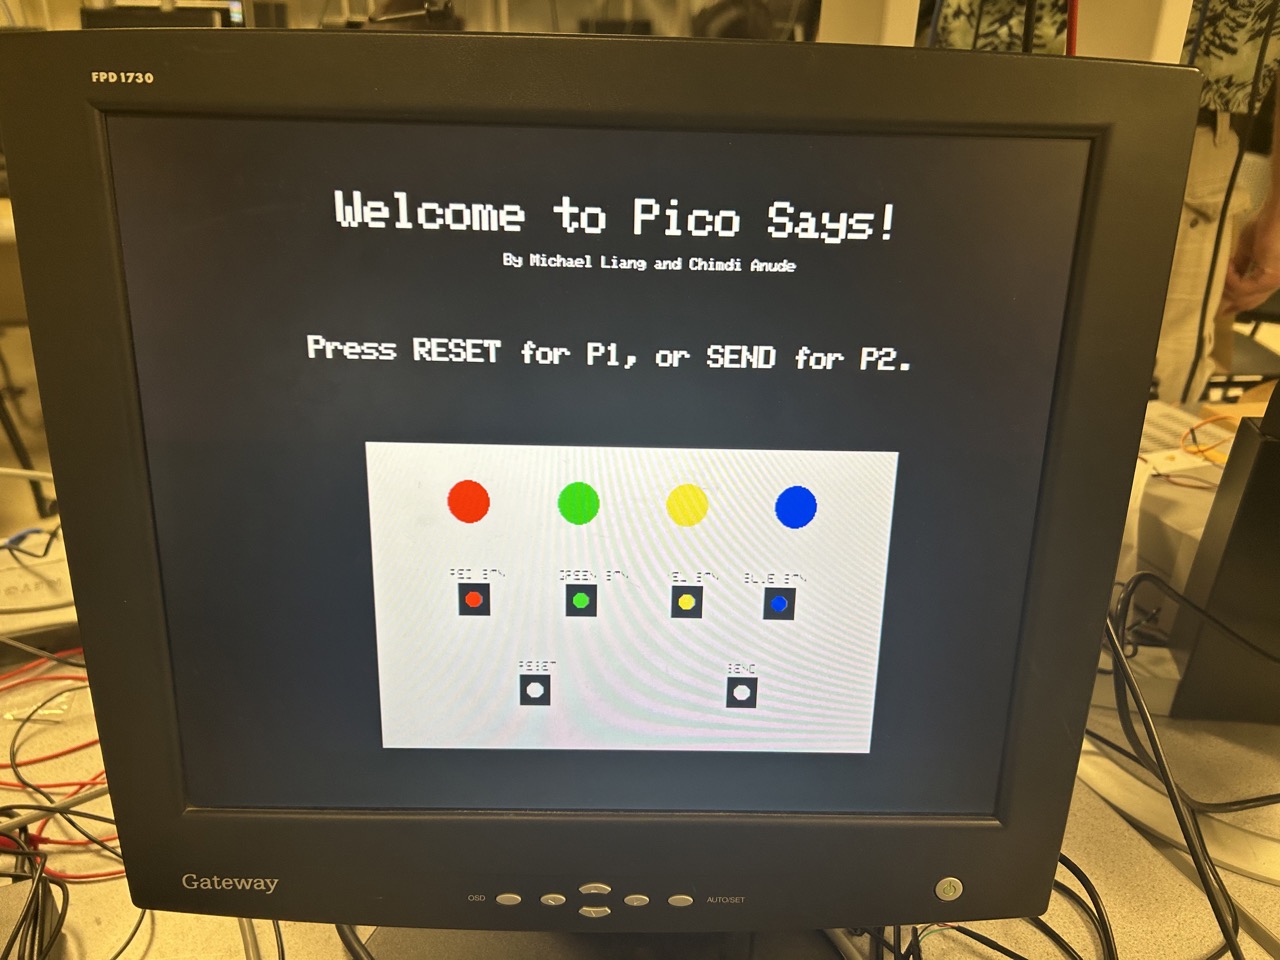 FPD1730
Welcome to Pico Says!
By Michael Liang and Chimdi Anude
Press RESET for P1, or SEND for P2.
RED BTN GREEN BTN BTN BLUE BTN
RESET SEND
Gateway
OSD AUTO/SET